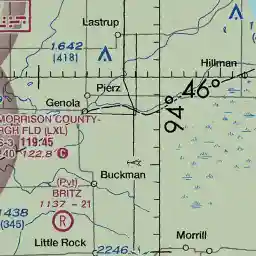 Lastrup
1642
(418)
Hillman
Pierz
Genola
46
94
MORRISON COUNTY-
RGH FLD (LXL)
119.45
122.8 C
Buckman
(Pvt)
BRITZ
1137 - 21
1438
(345)
R
Little Rock
2246
Morrill